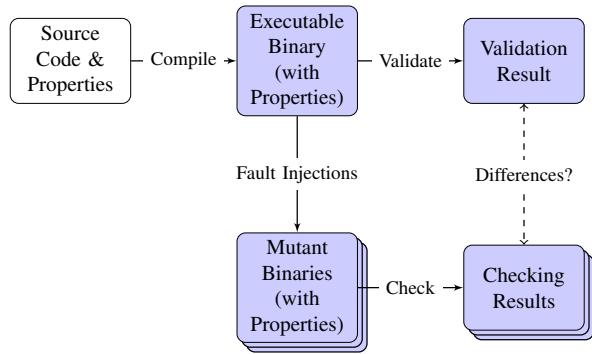 Source
Code &
Properties
Compile
Executable
Binary
(with
Properties)
Validate
Validation
Result
Fault Injections
Differences?
Mutant
Binaries
(with
Properties)
Check
Checking
Results